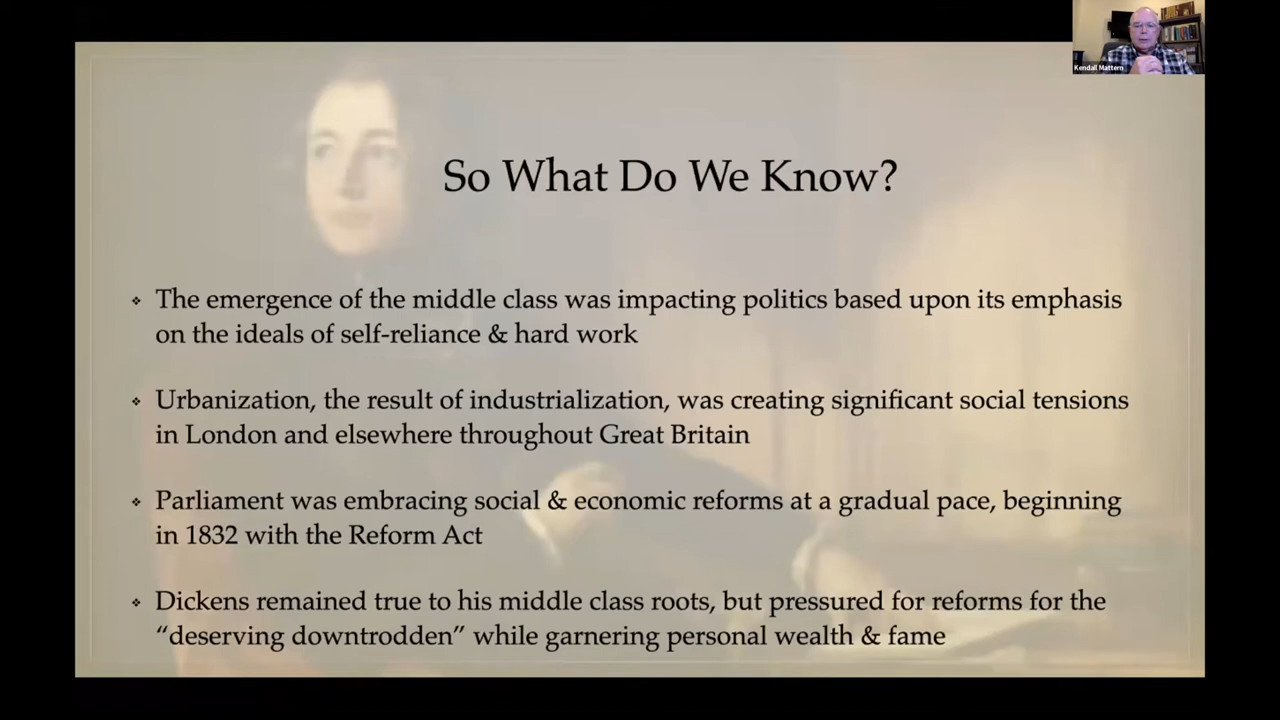 Kendall Mattern
So What Do We Know?
❖ The emergence of the middle class was impacting politics based upon its emphasis
on the ideals of self-reliance & hard work
❖ Urbanization, the result of industrialization, was creating significant social tensions
in London and elsewhere throughout Great Britain
❖ Parliament was embracing social & economic reforms at a gradual pace, beginning
in 1832 with the Reform Act
❖ Dickens remained true to his middle class roots, but pressured for reforms for the
“deserving downtrodden” while garnering personal wealth & fame